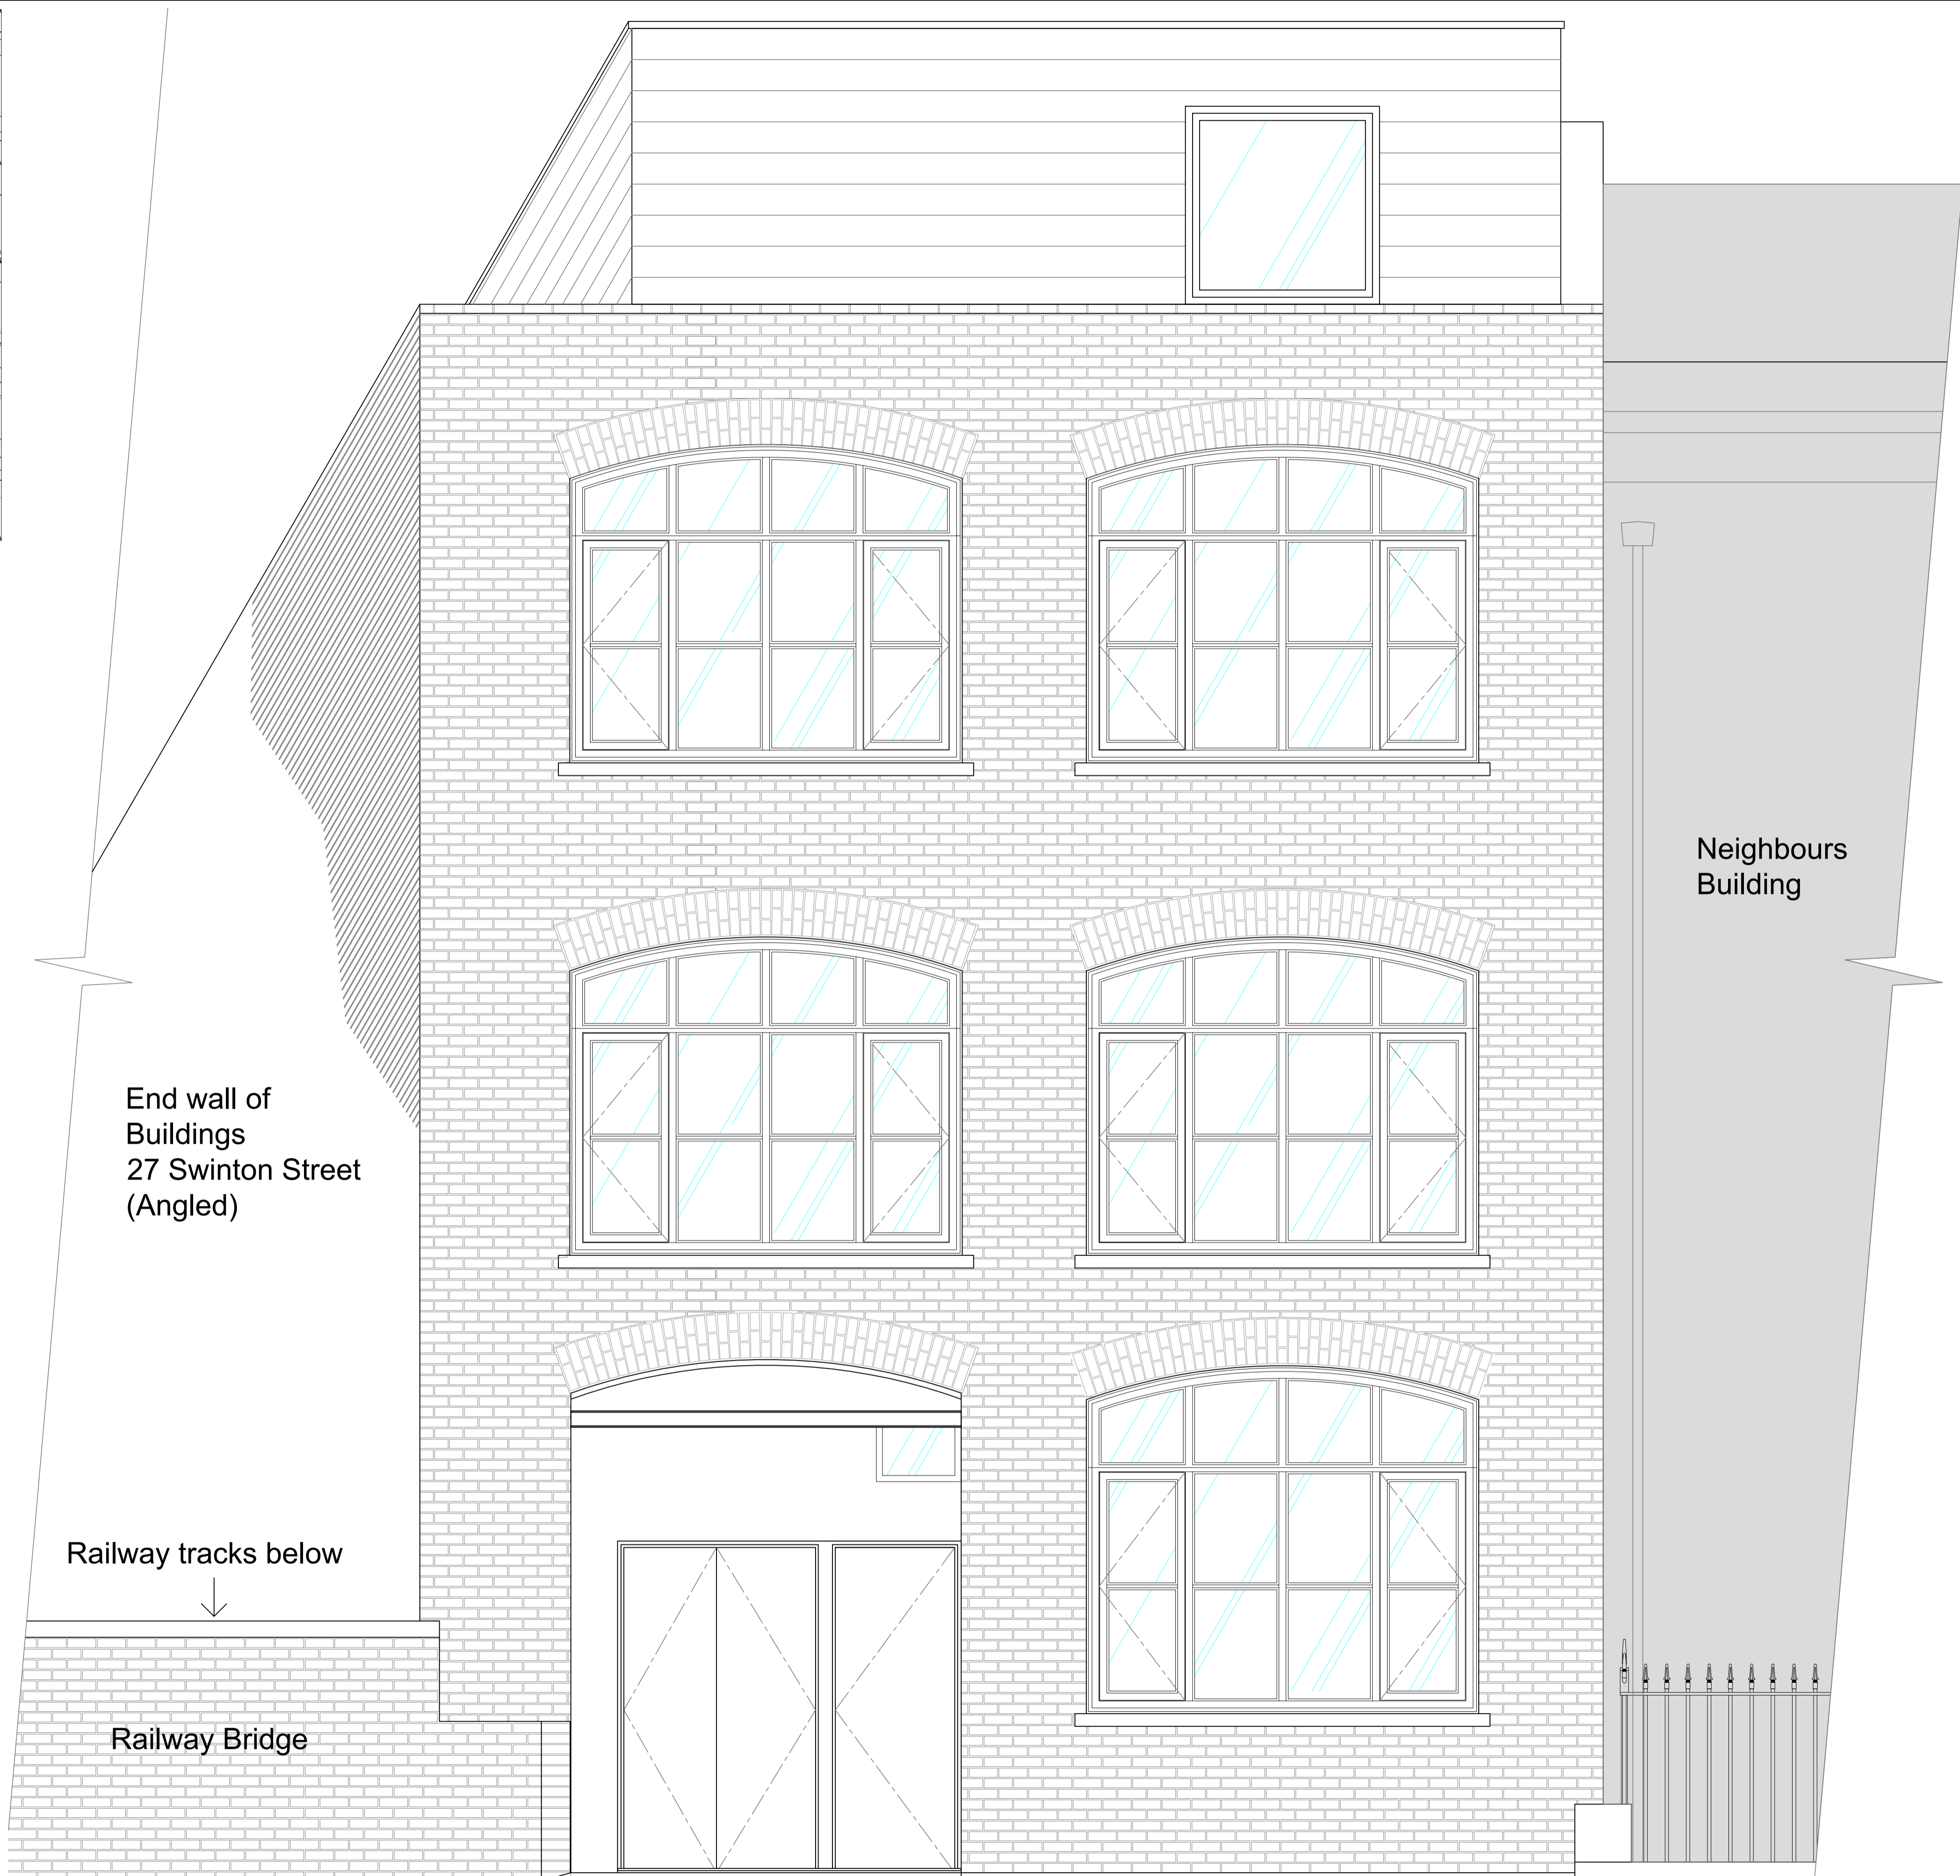 Neighbours
Building
End wall of
Buildings
27 Swinton Street
(Angled)
Railway tracks below
Railway Bridge